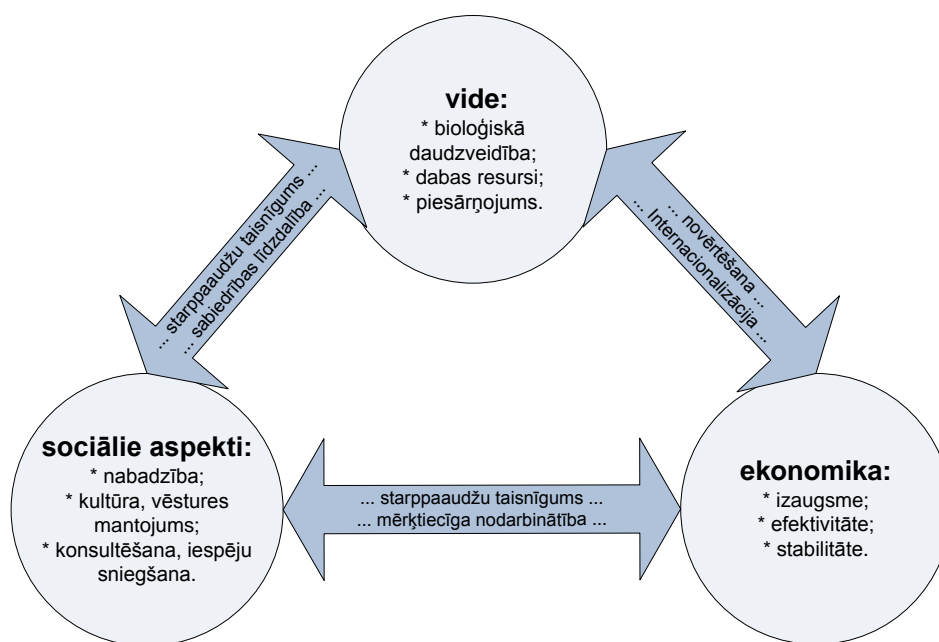 vide:
* bioloģiskā
daudzveidība;
* dabas resursi;
* piesārņojums.
... starppaaudžu taisnīgums ...
... sabiedrības līdzdalība ...
... novērtēšana ...
... Internacionalizācija ...
sociālie aspekti:
* nabadzība;
* kultūra, vēstures
mantojums;
* konsultēšana, iespēju
sniegšana.
... starppaaudžu taisnīgums ...
... mērķtiecīga nodarbinātība ...
ekonomika:
* izaugsme;
* efektivitāte;
* stabilitāte.